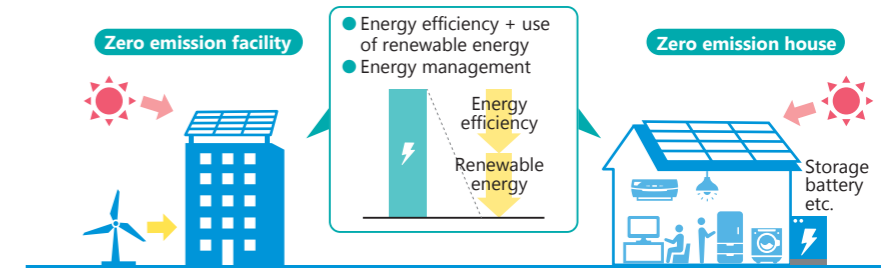 Zero emission facility
● Energy efficiency + use
of renewable energy
● Energy management
Energy
efficiency
Renewable
energy
Zero emission house
Storage
battery
etc.